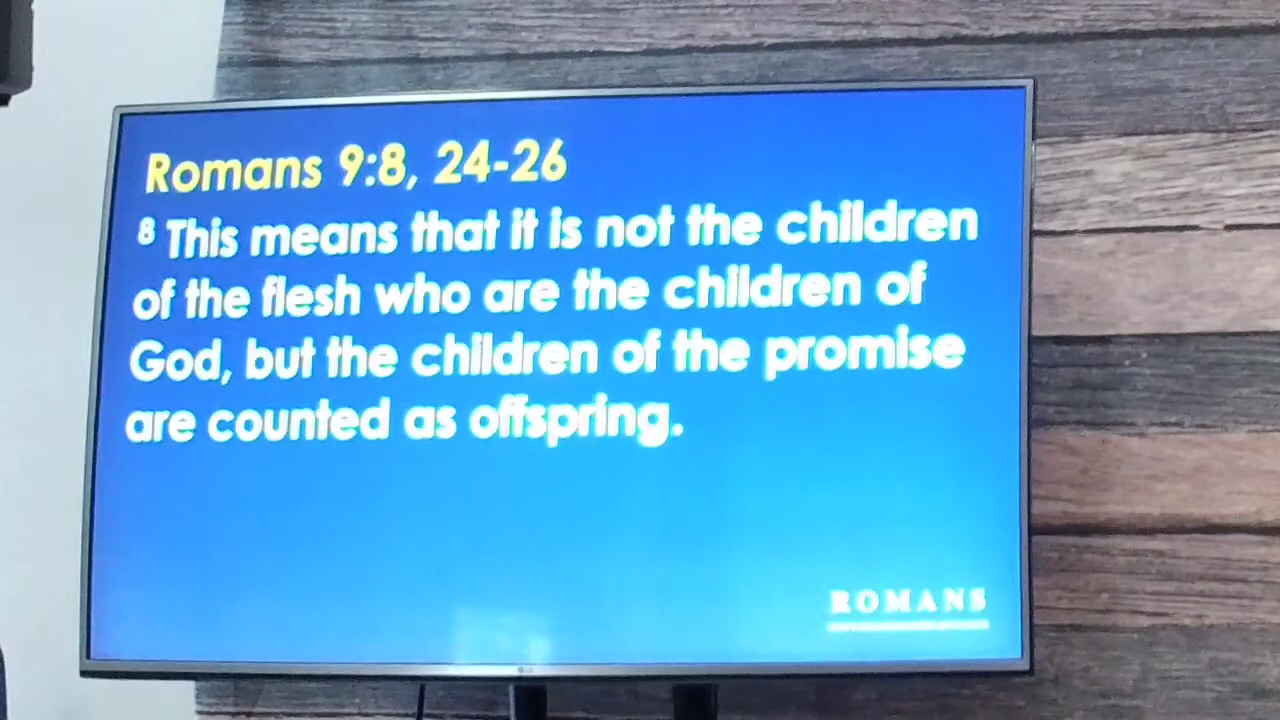 Romans 9:8, 24-26
8 This means that it is not the children
of the flesh who are the children of
God, but the children of the promise
are counted as offspring.
ROMANS
LG